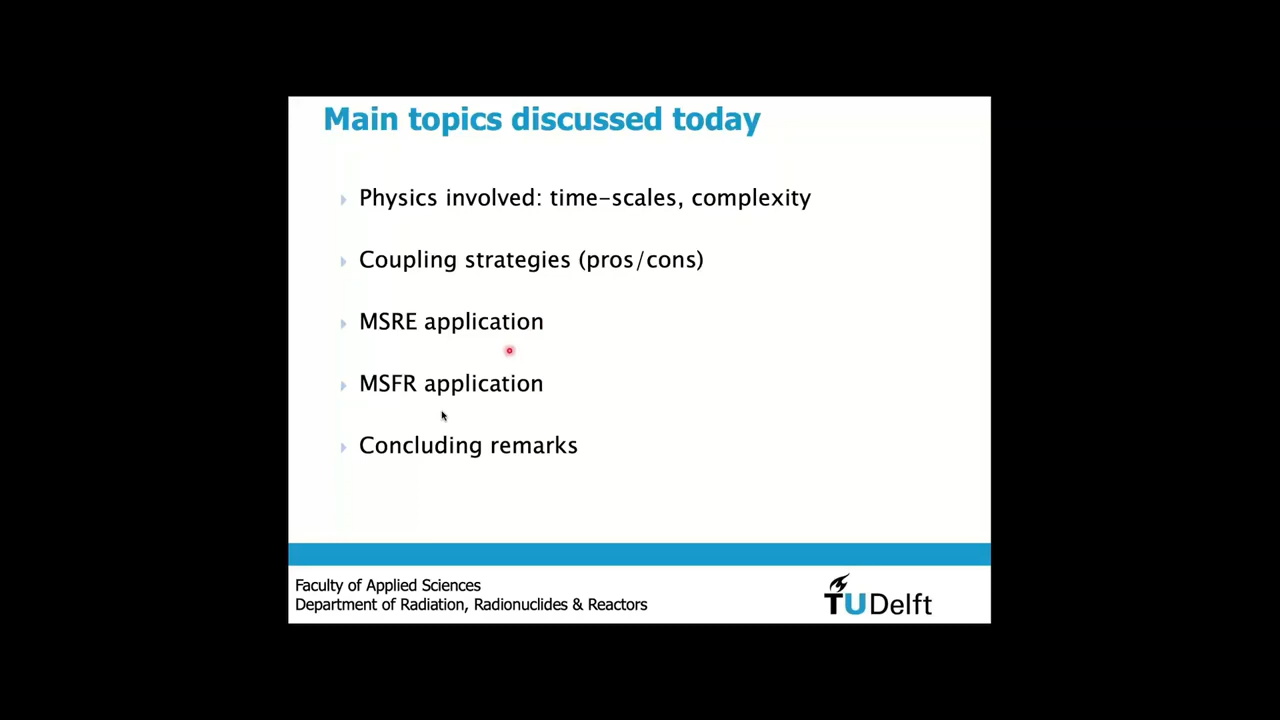 Main topics discussed today
Physics involved: time-scales, complexity
Coupling strategies (pros/cons)
MSRE application
MSFR application
Concluding remarks
Faculty of Applied Sciences
Department of Radiation, Radionuclides & Reactors
TUDelft